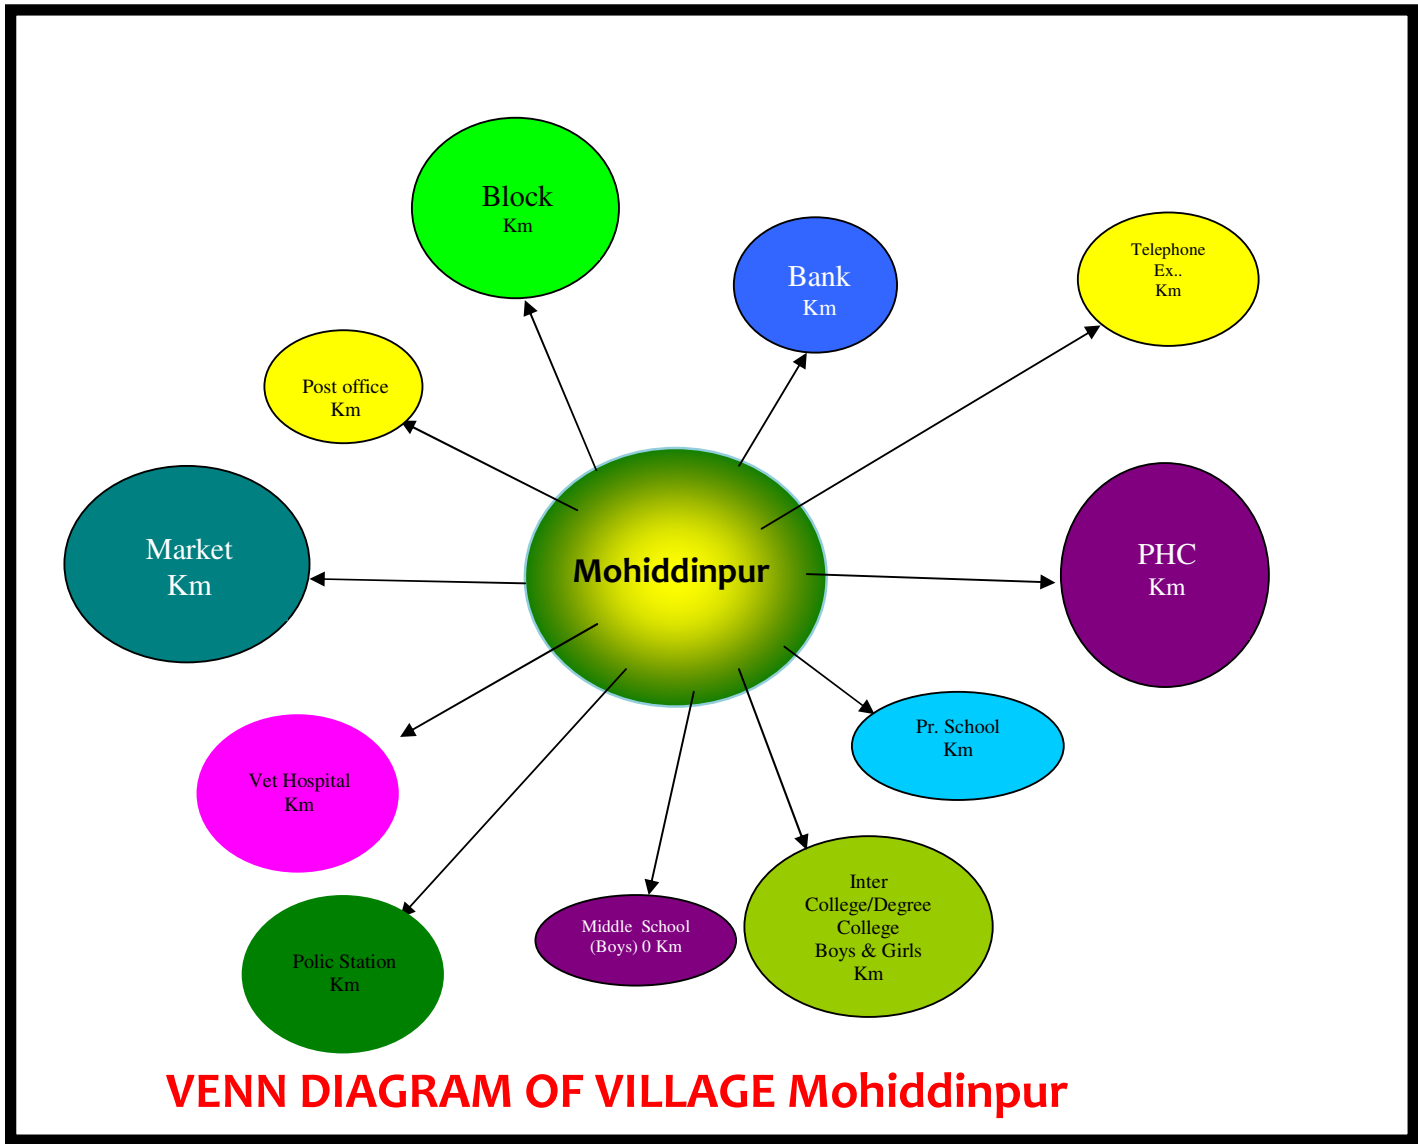 Block
Km
Bank
Km
Telephone
Ex..
Km
Post office
Km
Market
Km
Mohiddinpur
PHC
Km
Pr. School
Km
Vet Hospital
Km
Inter
College/Degree
College
Boys & Girls
Km
Middle School
(Boys) 0 Km
Polic Station
Km
VENN DIAGRAM OF VILLAGE Mohiddinpur